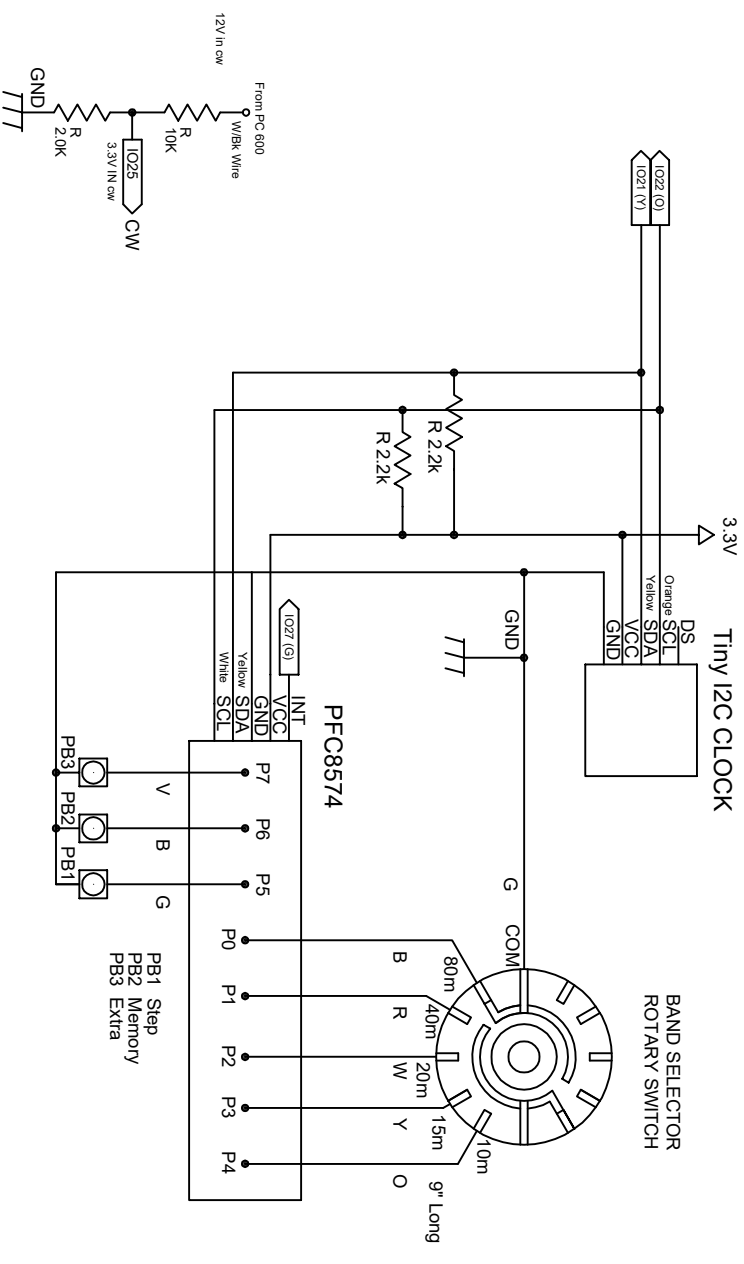 Tiny I2C CLOCK
3.3V
DS
SCL
SDA
VCC
GND
Orange
Yellow
IO22 (O)
IO21 (Y)
BAND SELECTOR
ROTARY SWITCH
GND
G
COM
80m
40m
20m
15m
10m
9" Long
R 2.2k
R 2.2k
B
R
W
Y
O
PFC8574
IO27 (G)
INT
VCC
GND
SDA
SCL
Yellow
White
P7
P6
P5
P0
P1
P2
P3
P4
V
B
G
PB3
PB2
PB1
PB1 Step
PB2 Memory
PB3 Extra
12V in cw
From PC 600
W/Bk Wire
R
10K
IO25
CW
3.3V IN cw
R
2.0K
GND